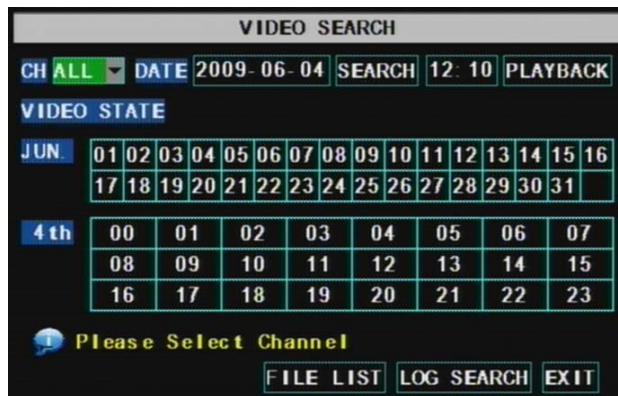 VIDEO SEARCH
CH ALL DATE 2009-06-04 SEARCH 12:10 PLAYBACK
VIDEO STATE
JUN. 01 02 03 04 05 06 07 08 09 10 11 12 13 14 15 16
17 18 19 20 21 22 23 24 25 26 27 28 29 30 31
4th 00 01 02 03 04 05 06 07
08 09 10 11 12 13 14 15
16 17 18 19 20 21 22 23
Please Select Channel
FILE LIST LOG SEARCH EXIT